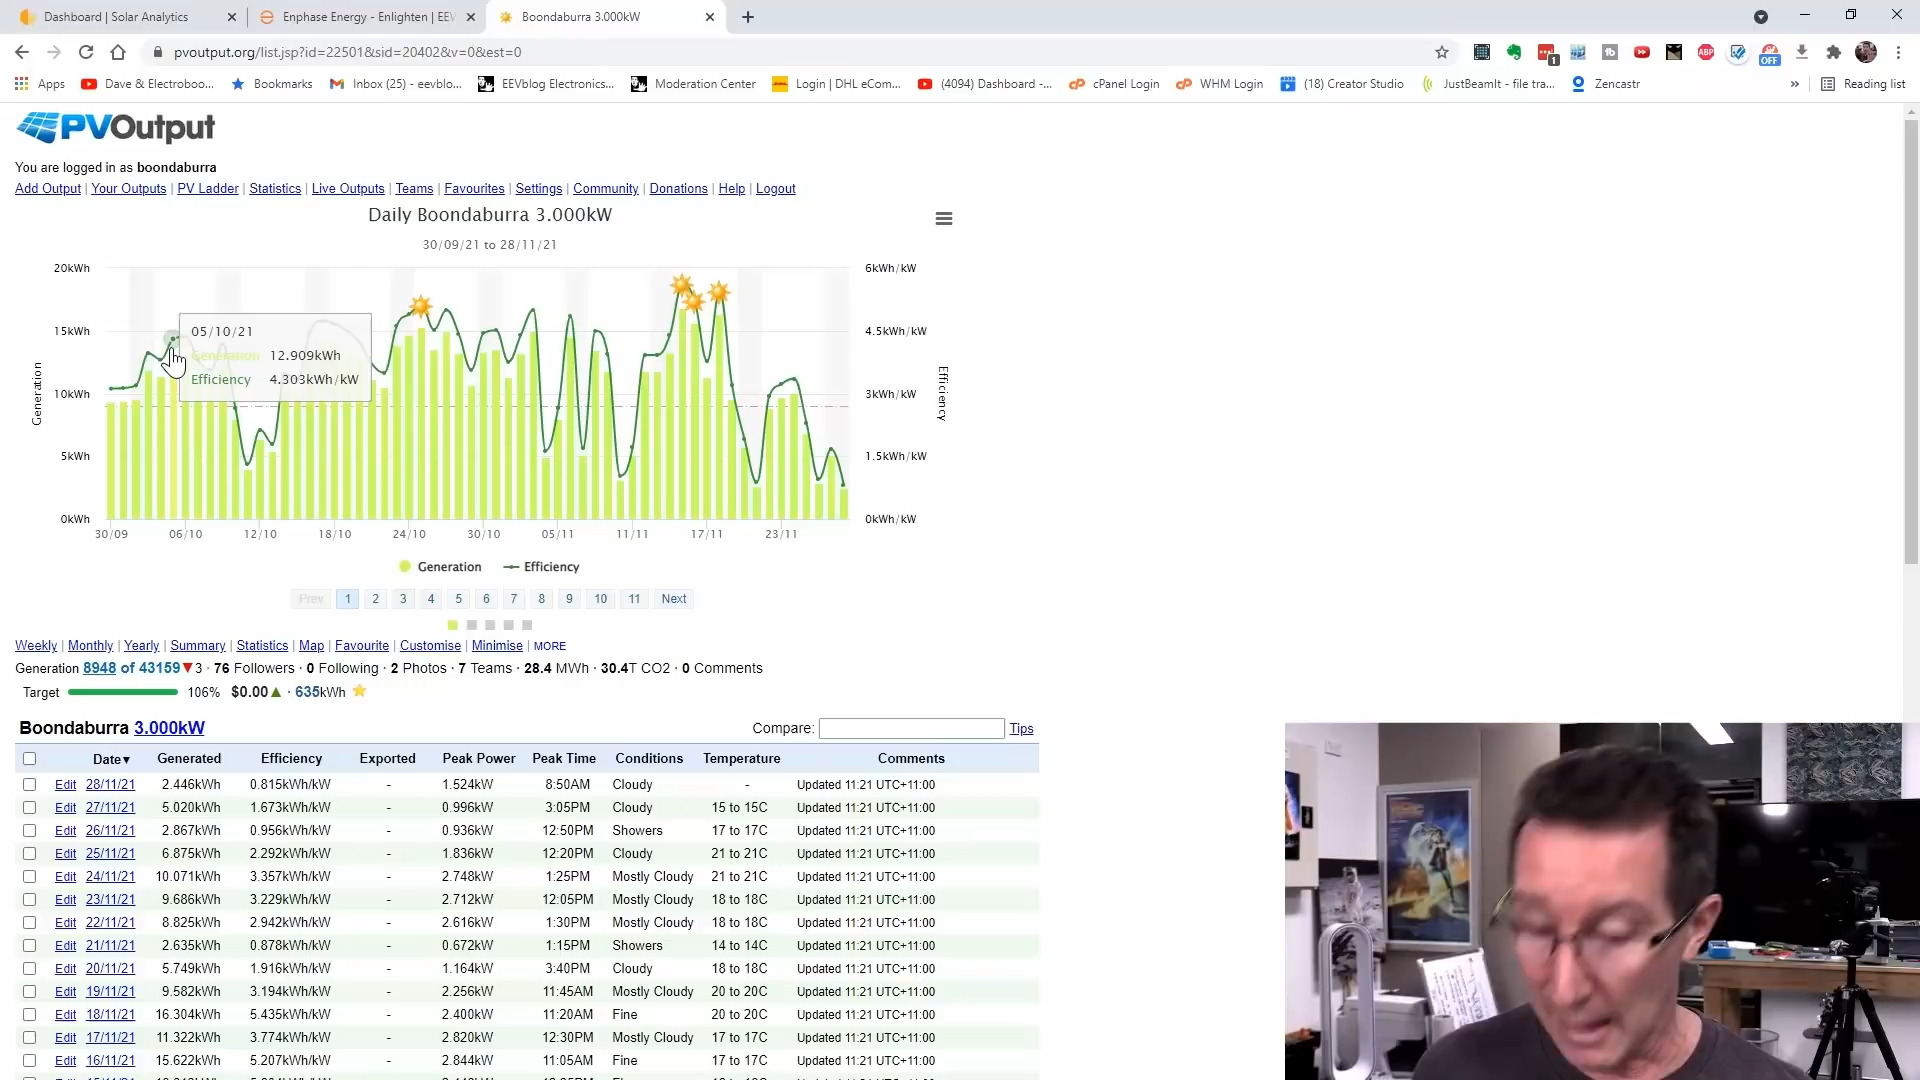 Dashboard | Solar Analytics
Enphase Energy - Enlighten | EEV
Boondaburra 3.000kW
pvoutput.org/list.jsp?id=22501&sid=20402&v=0&est=0
1
ABP
OFF
Apps
Dave & Electroboo...
Bookmarks
Inbox (25) - eevblo...
EEVblog Electronics...
Moderation Center
Login | DHL eCom...
(4094) Dashboard -...
cPanel Login
WHM Login
(18) Creator Studio
JustBeamIt - file tra...
Zencastr
»
Reading list
PVOutput
You are logged in as boondaburra
Add Output | Your Outputs | PV Ladder | Statistics | Live Outputs | Teams | Favourites | Settings | Community | Donations | Help | Logout
Daily Boondaburra 3.000kW
30/09/21 to 28/11/21
20kWh
15kWh
10kWh
5kWh
0kWh
Generation
6kWh/kW
4.5kWh/kW
3kWh/kW
1.5kWh/kW
0kWh/kW
Efficiency
05/10/21
Generation 12.909kWh
Efficiency 4.303kWh/kW
30/09 06/10 12/10 18/10 24/10 30/10 05/11 11/11 17/11 23/11
Generation Efficiency
Prev 1 2 3 4 5 6 7 8 9 10 11 Next
Weekly | Monthly | Yearly | Summary | Statistics | Map | Favourite | Customise | Minimise | MORE
Generation 8948 of 43159▼3 · 76 Followers · 0 Following · 2 Photos · 7 Teams · 28.4 MWh · 30.4T CO2 · 0 Comments
Target 106% $0.00▲ · 635kWh
Boondaburra 3.000kW
Compare: Tips
Date▼ Generated Efficiency Exported Peak Power Peak Time Conditions Temperature Comments
Edit 28/11/21 2.446kWh 0.815kWh/kW - 1.524kW 8:50AM Cloudy - Updated 11:21 UTC+11:00
Edit 27/11/21 5.020kWh 1.673kWh/kW - 0.996kW 3:05PM Cloudy 15 to 15C Updated 11:21 UTC+11:00
Edit 26/11/21 2.867kWh 0.956kWh/kW - 0.936kW 12:50PM Showers 17 to 17C Updated 11:21 UTC+11:00
Edit 25/11/21 6.875kWh 2.292kWh/kW - 1.836kW 12:20PM Cloudy 21 to 21C Updated 11:21 UTC+11:00
Edit 24/11/21 10.071kWh 3.357kWh/kW - 2.748kW 1:25PM Mostly Cloudy 21 to 21C Updated 11:21 UTC+11:00
Edit 23/11/21 9.686kWh 3.229kWh/kW - 2.712kW 12:05PM Mostly Cloudy 18 to 18C Updated 11:21 UTC+11:00
Edit 22/11/21 8.825kWh 2.942kWh/kW - 2.616kW 1:30PM Mostly Cloudy 18 to 18C Updated 11:21 UTC+11:00
Edit 21/11/21 2.635kWh 0.878kWh/kW - 0.672kW 1:15PM Showers 14 to 14C Updated 11:21 UTC+11:00
Edit 20/11/21 5.749kWh 1.916kWh/kW - 1.164kW 3:40PM Cloudy 18 to 18C Updated 11:21 UTC+11:00
Edit 19/11/21 9.582kWh 3.194kWh/kW - 2.256kW 11:45AM Mostly Cloudy 20 to 20C Updated 11:21 UTC+11:00
Edit 18/11/21 16.304kWh 5.435kWh/kW - 2.400kW 11:20AM Fine 20 to 20C Updated 11:21 UTC+11:00
Edit 17/11/21 11.322kWh 3.774kWh/kW - 2.820kW 12:30PM Mostly Cloudy 17 to 17C Updated 11:21 UTC+11:00
Edit 16/11/21 15.622kWh 5.207kWh/kW - 2.844kW 11:05AM Fine 17 to 17C Updated 11:21 UTC+11:00